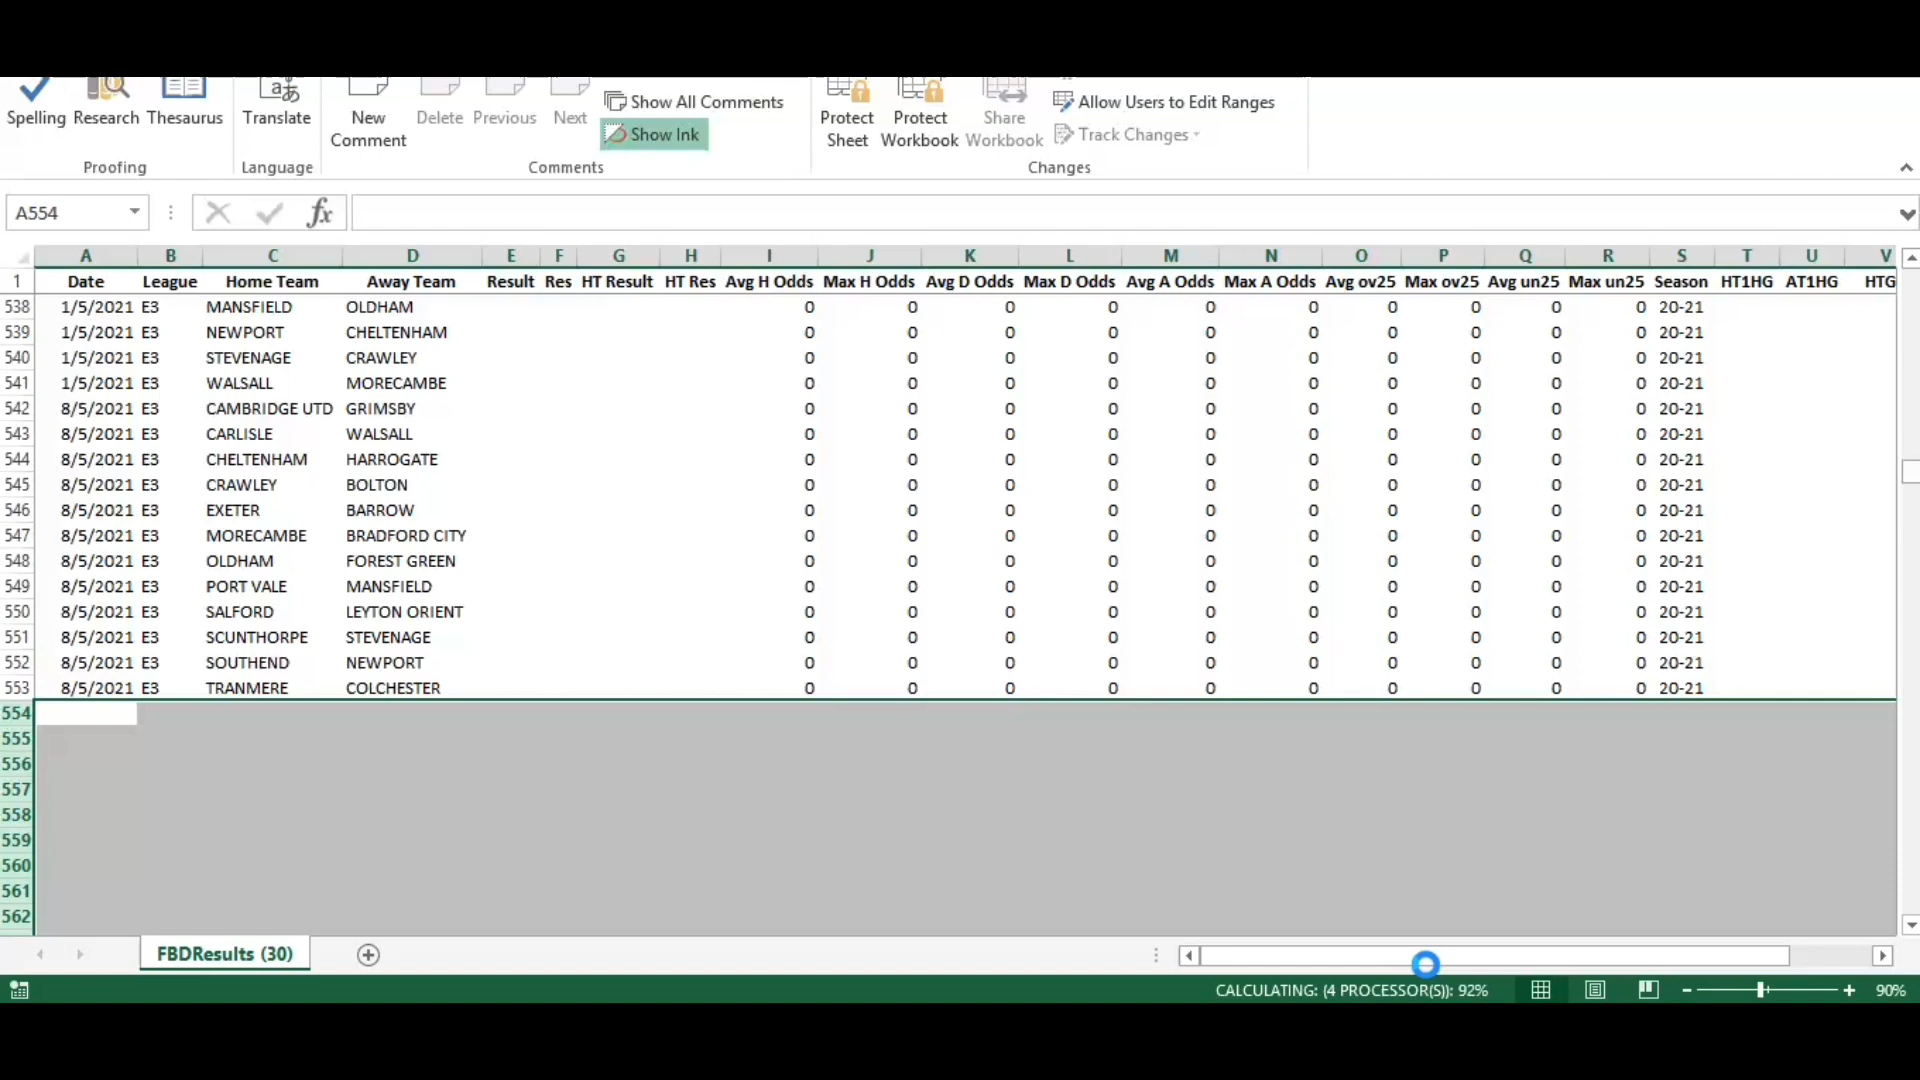 Spelling Research Thesaurus Translate New Comment Delete Previous Next Show All Comments Protect Sheet Protect Workbook Share Workbook Allow Users to Edit Ranges
Show Ink Track Changes
Proofing Language Comments Changes
A554 fx
A B C D E F G H I J K L M N O P Q R S T U V
1 Date League Home Team Away Team Result Res HT Result HT Res Avg H Odds Max H Odds Avg D Odds Max D Odds Avg A Odds Max A Odds Avg ov25 Max ov25 Avg un25 Max un25 Season HT1HG AT1HG HTG
538 1/5/2021 E3 MANSFIELD OLDHAM 0 0 0 0 0 0 0 0 0 0 20-21
539 1/5/2021 E3 NEWPORT CHELTENHAM 0 0 0 0 0 0 0 0 0 0 20-21
540 1/5/2021 E3 STEVENAGE CRAWLEY 0 0 0 0 0 0 0 0 0 0 20-21
541 1/5/2021 E3 WALSALL MORECAMBE 0 0 0 0 0 0 0 0 0 0 20-21
542 8/5/2021 E3 CAMBRIDGE UTD GRIMSBY 0 0 0 0 0 0 0 0 0 0 20-21
543 8/5/2021 E3 CARLISLE WALSALL 0 0 0 0 0 0 0 0 0 0 20-21
544 8/5/2021 E3 CHELTENHAM HARROGATE 0 0 0 0 0 0 0 0 0 0 20-21
545 8/5/2021 E3 CRAWLEY BOLTON 0 0 0 0 0 0 0 0 0 0 20-21
546 8/5/2021 E3 EXETER BARROW 0 0 0 0 0 0 0 0 0 0 20-21
547 8/5/2021 E3 MORECAMBE BRADFORD CITY 0 0 0 0 0 0 0 0 0 0 20-21
548 8/5/2021 E3 OLDHAM FOREST GREEN 0 0 0 0 0 0 0 0 0 0 20-21
549 8/5/2021 E3 PORT VALE MANSFIELD 0 0 0 0 0 0 0 0 0 0 20-21
550 8/5/2021 E3 SALFORD LEYTON ORIENT 0 0 0 0 0 0 0 0 0 0 20-21
551 8/5/2021 E3 SCUNTHORPE STEVENAGE 0 0 0 0 0 0 0 0 0 0 20-21
552 8/5/2021 E3 SOUTHEND NEWPORT 0 0 0 0 0 0 0 0 0 0 20-21
553 8/5/2021 E3 TRANMERE COLCHESTER 0 0 0 0 0 0 0 0 0 0 20-21
554
555
556
557
558
559
560
561
562
FBDResults (30)
CALCULATING: (4 PROCESSOR(S)): 92% 90%